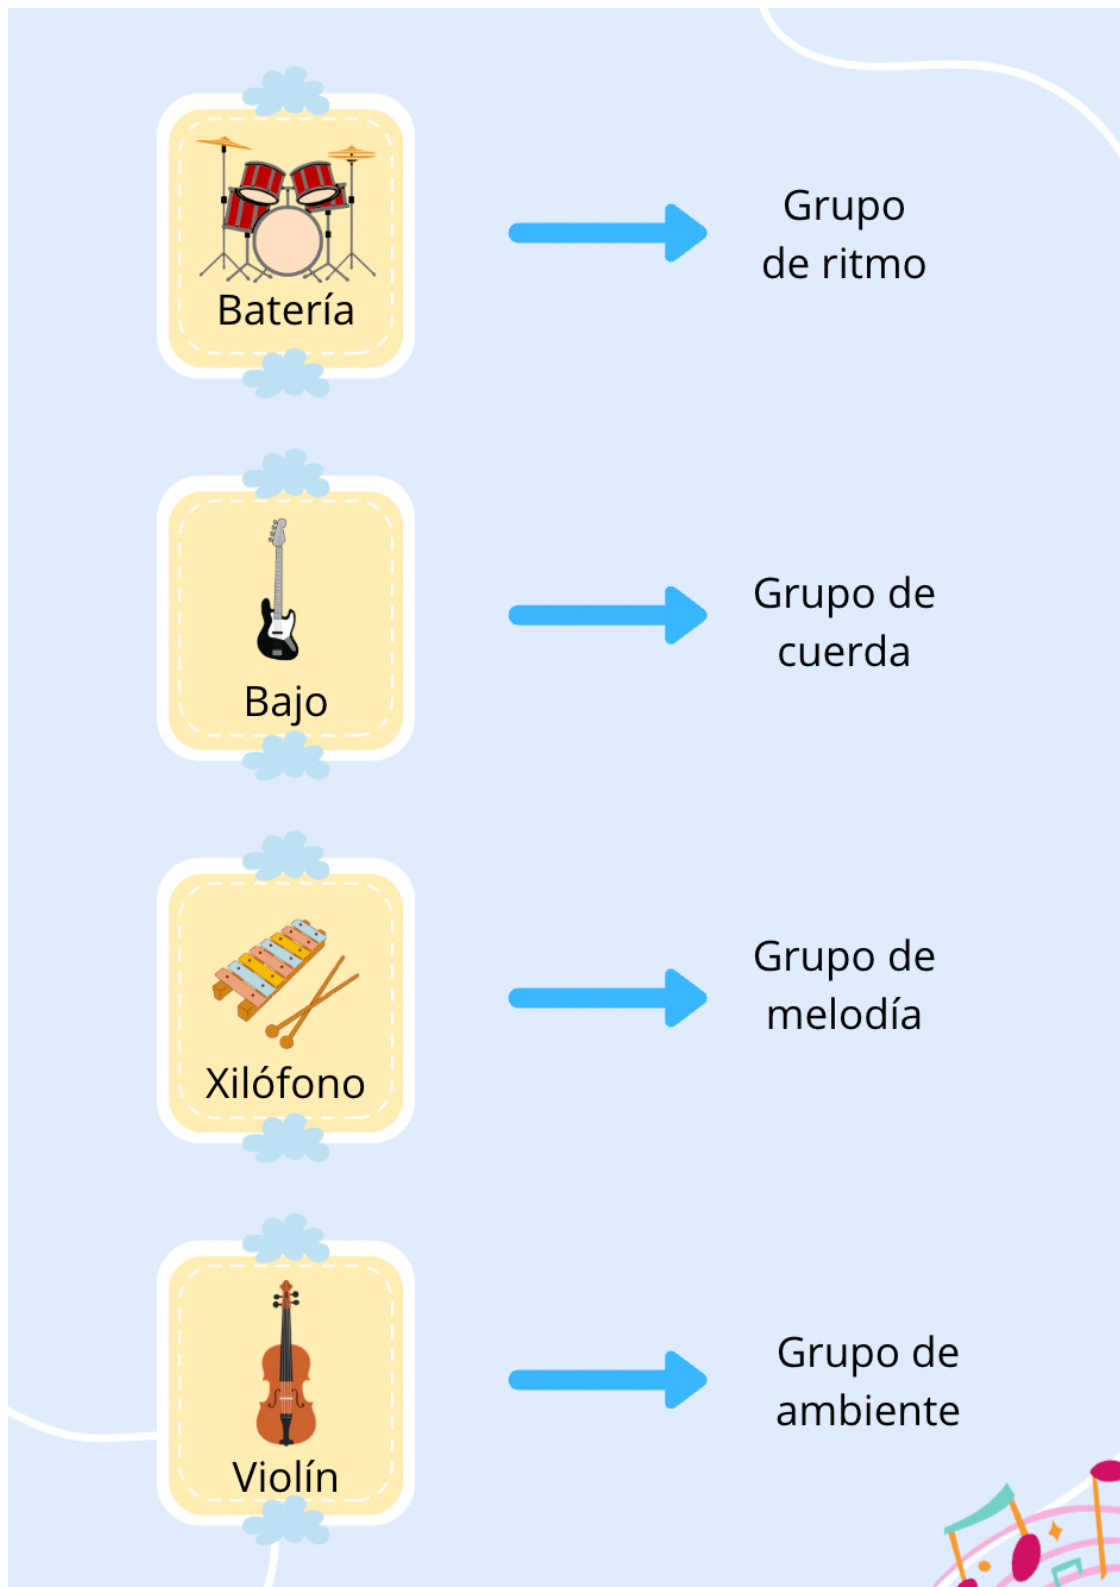 Batería
Grupo
de ritmo
Bajo
Grupo de
cuerda
Xilófono
Grupo de
melodía
Violín
Grupo de
ambiente